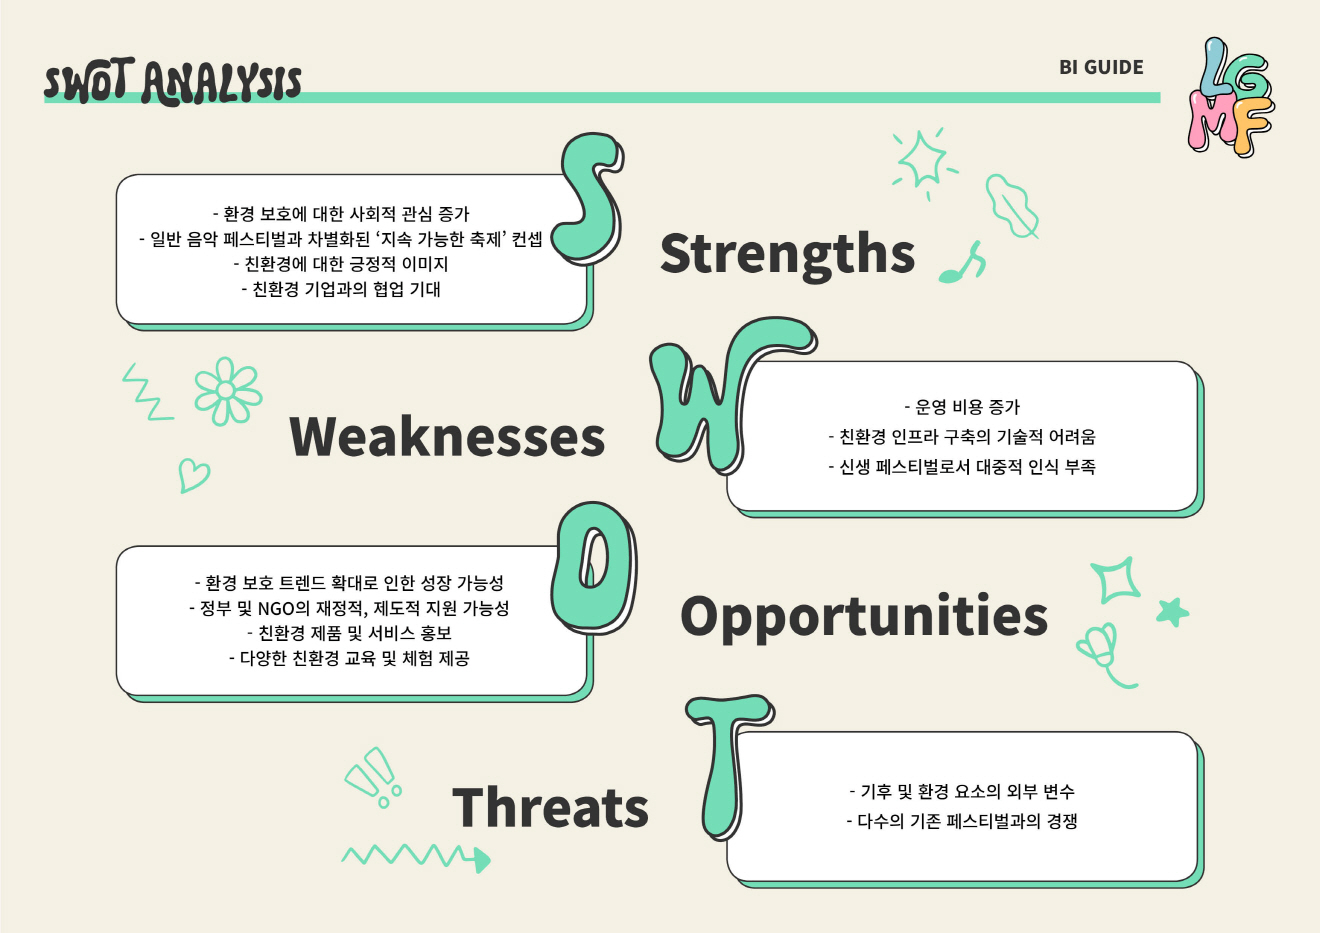 SWOT ANALYSIS
BI GUIDE
LG
MF
S
- 환경 보호에 대한 사회적 관심 증가
- 일반 음악 페스티벌과 차별화된 ‘지속 가능한 축제’ 컨셉
- 친환경에 대한 긍정적 이미지
- 친환경 기업과의 협업 기대
Strengths
W
Weaknesses
- 운영 비용 증가
- 친환경 인프라 구축의 기술적 어려움
- 신생 페스티벌로서 대중적 인식 부족
O
- 환경 보호 트렌드 확대로 인한 성장 가능성
- 정부 및 NGO의 재정적, 제도적 지원 가능성
- 친환경 제품 및 서비스 홍보
- 다양한 친환경 교육 및 체험 제공
Opportunities
T
Threats
- 기후 및 환경 요소의 외부 변수
- 다수의 기존 페스티벌과의 경쟁